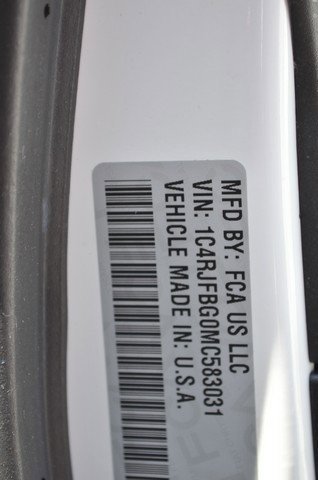 MFD BY: FCA US LLC
VIN: 1C4RJFBG0MC583031
VEHICLE MADE IN: U.S.A.